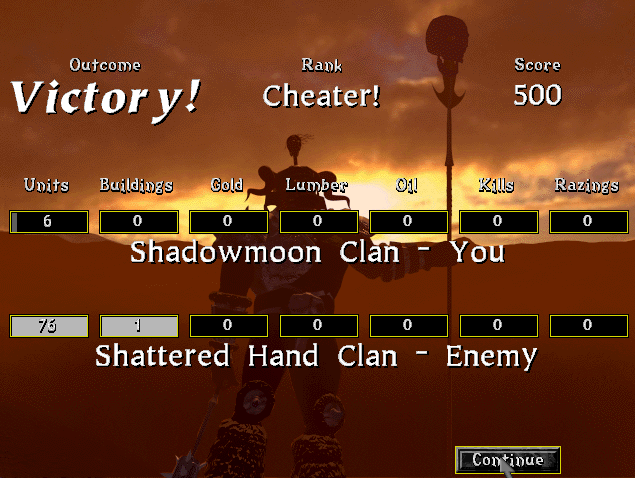 Outcome Rank Score
Victory! Cheater! 500
Units Buildings Gold Lumber Oil Kills Razings
6 0 0 0 0 0 0
Shadowmoon Clan - You
76 1 0 0 0 0 0
Shattered Hand Clan - Enemy
Continue